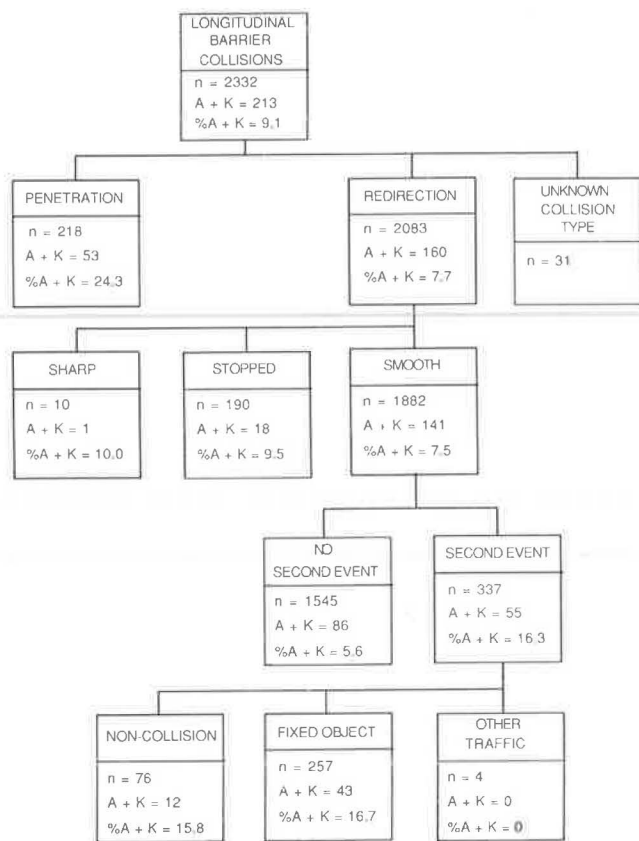 LONGITUDINAL
BARRIER
COLLISIONS
n = 2332
A + K = 213
%A + K = 9.1
PENETRATION
n = 218
A + K = 53
%A + K = 24.3
REDIRECTION
n = 2083
A + K = 160
%A + K = 7.7
UNKNOWN
COLLISION
TYPE
n = 31
SHARP
n = 10
A + K = 1
%A + K = 10.0
STOPPED
n = 190
A + K = 18
%A + K = 9.5
SMOOTH
n = 1882
A + K = 141
%A + K = 7.5
NO
SECOND EVENT
n = 1545
A + K = 86
%A + K = 5.6
SECOND EVENT
n = 337
A + K = 55
%A + K = 16.3
NON-COLLISION
n = 76
A + K = 12
%A + K = 15.8
FIXED OBJECT
n = 257
A + K = 43
%A + K = 16.7
OTHER
TRAFFIC
n = 4
A + K = 0
%A + K = 0